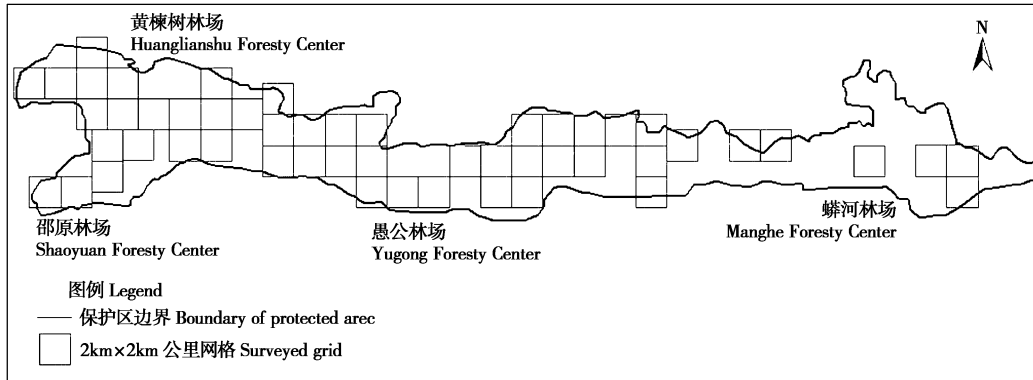 黄楝树林场
Huanglianshu Foresty Center
N
邵原林场
Shaoyuan Foresty Center
愚公林场
Yugong Foresty Center
蟒河林场
Manghe Foresty Center
图例 Legend
保护区边界 Boundary of protected arec
2km×2km 公里网格 Surveyed grid